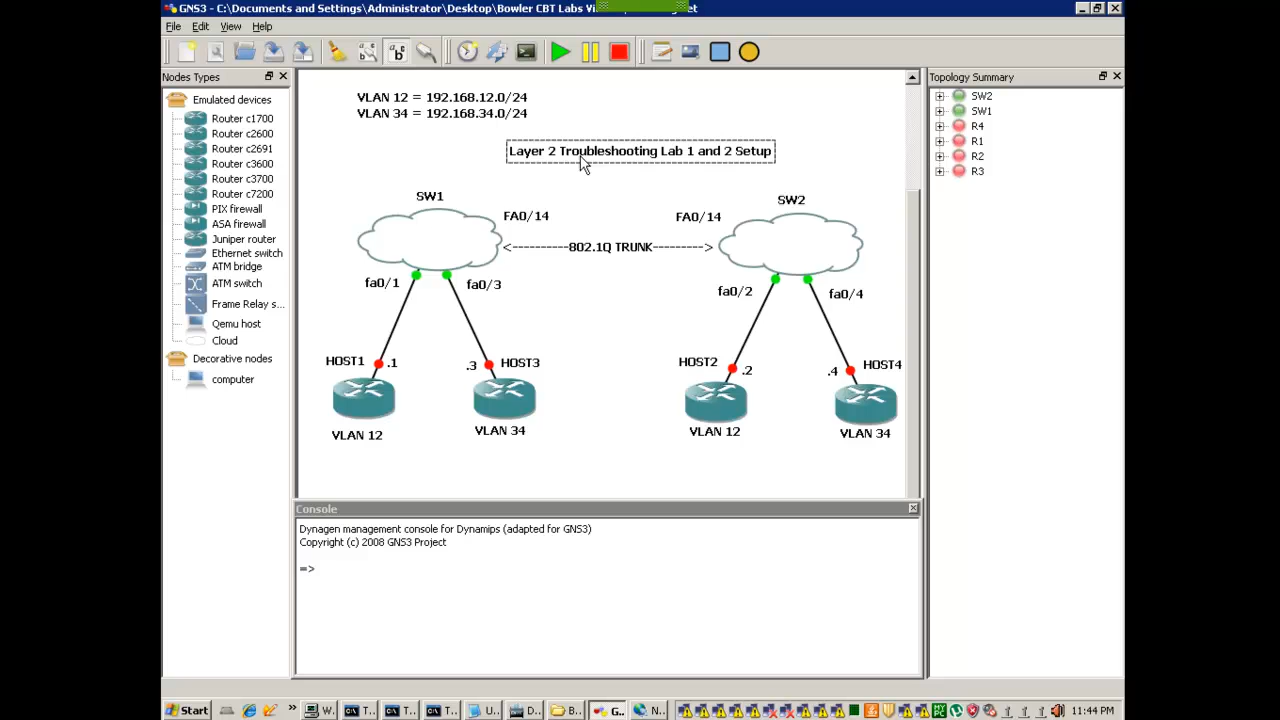 GNS3 - C:\Documents and Settings\Administrator\Desktop\Bowler CBT Labs Vi
File Edit View Help
Nodes Types
Emulated devices
Router c1700
Router c2600
Router c2691
Router c3600
Router c3700
Router c7200
PIX firewall
ASA firewall
Juniper router
Ethernet switch
ATM bridge
ATM switch
Frame Relay s...
Qemu host
Cloud
Decorative nodes
computer
VLAN 12 = 192.168.12.0/24
VLAN 34 = 192.168.34.0/24
Layer 2 Troubleshooting Lab 1 and 2 Setup
SW1
SW2
FA0/14
FA0/14
<----------802.1Q TRUNK-------->
fa0/1
fa0/3
fa0/2
fa0/4
HOST1
.1
.3
HOST3
HOST2
.2
.4
HOST4
VLAN 12
VLAN 34
VLAN 12
VLAN 34
Console
Dynagen management console for Dynamips (adapted for GNS3)
Copyright (c) 2008 GNS3 Project
=>
Topology Summary
SW2
SW1
R4
R1
R2
R3
Start
W.
T...
T...
T...
U...
D...
B...
G..
N..
11:44 PM